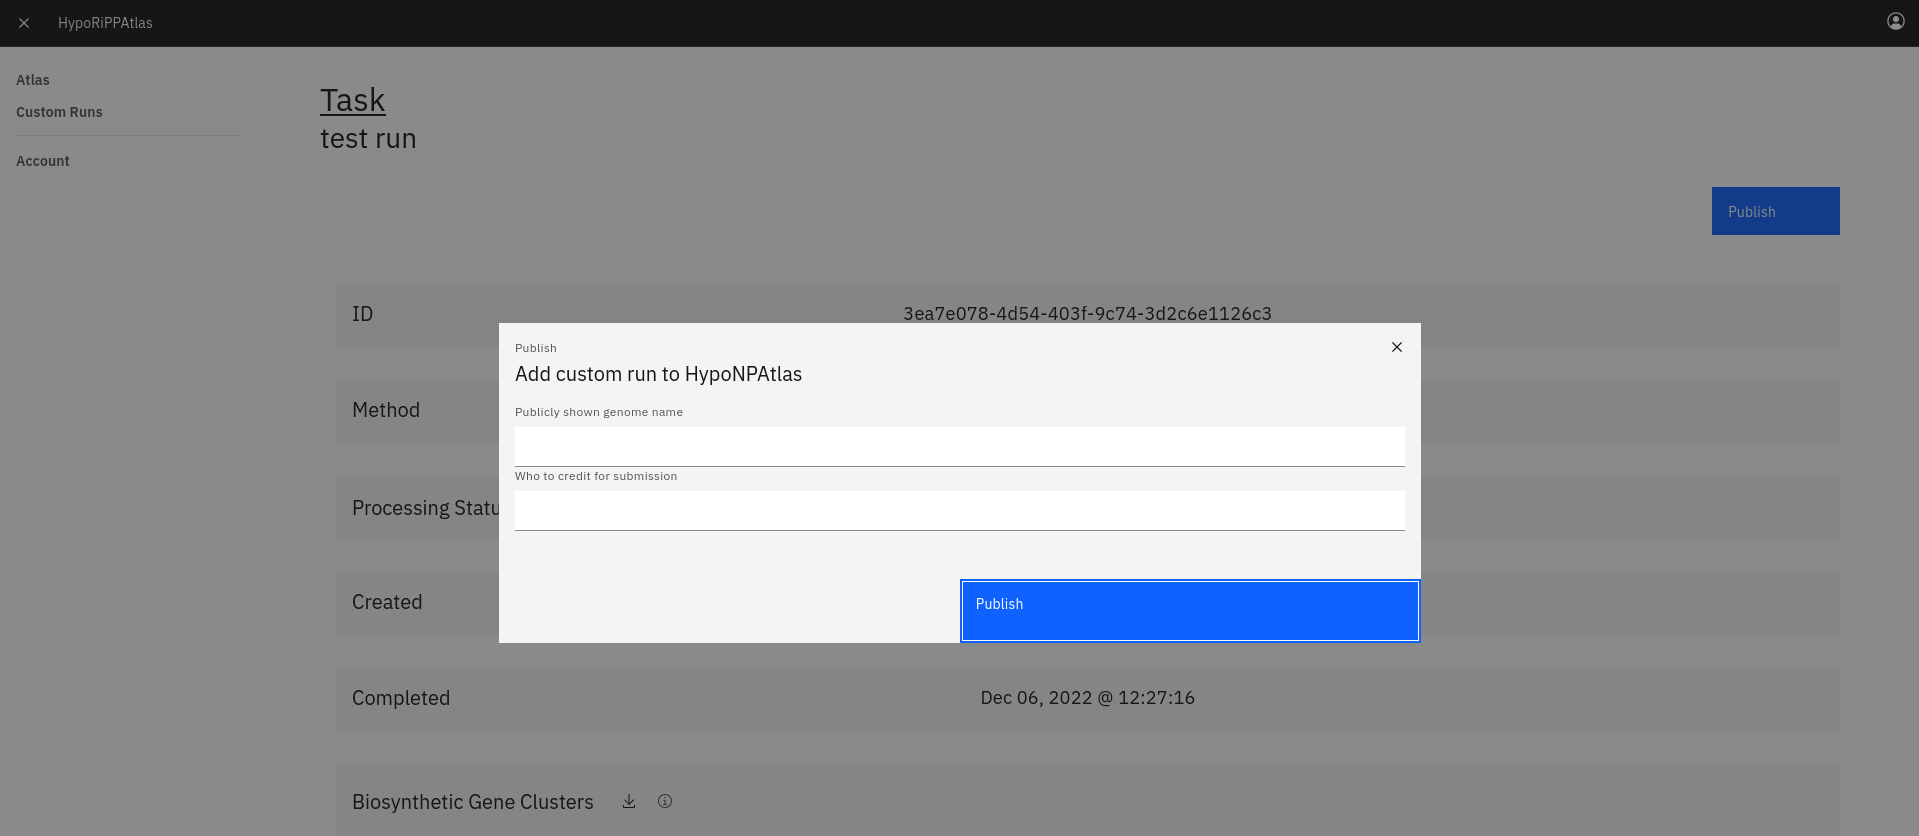 HypoRiPPAtlas
Atlas
Custom Runs
Account
Task
test run
Publish
ID 3ea7e078-4d54-403f-9c74-3d2c6e1126c3
Publish
Add custom run to HypoNPAtlas
Publicly shown genome name
Who to credit for submission
Publish
Method
Processing Statu
Created
Completed Dec 06, 2022 @ 12:27:16
Biosynthetic Gene Clusters